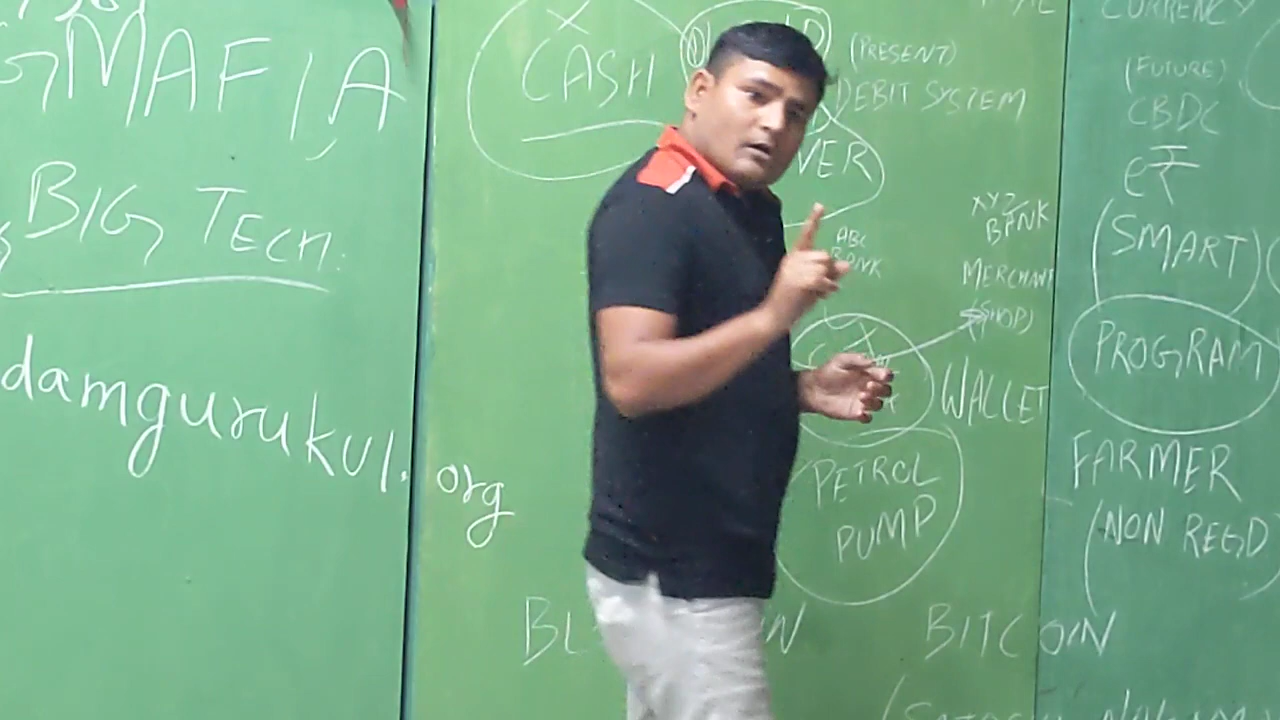 MAFIA,
BIG TECH.
damgurukul.org
CASH
(PRESENT)
DEBIT SYSTEM
VER
ABC
BANK
XYZ
BANK
MERCHANT
(SHOP)
WALLET
PETROL
PUMP
BITCOIN
CURRENCY
(FUTURE)
CBDC
e₹
(SMART)
PROGRAM
FARMER
(NON REGD